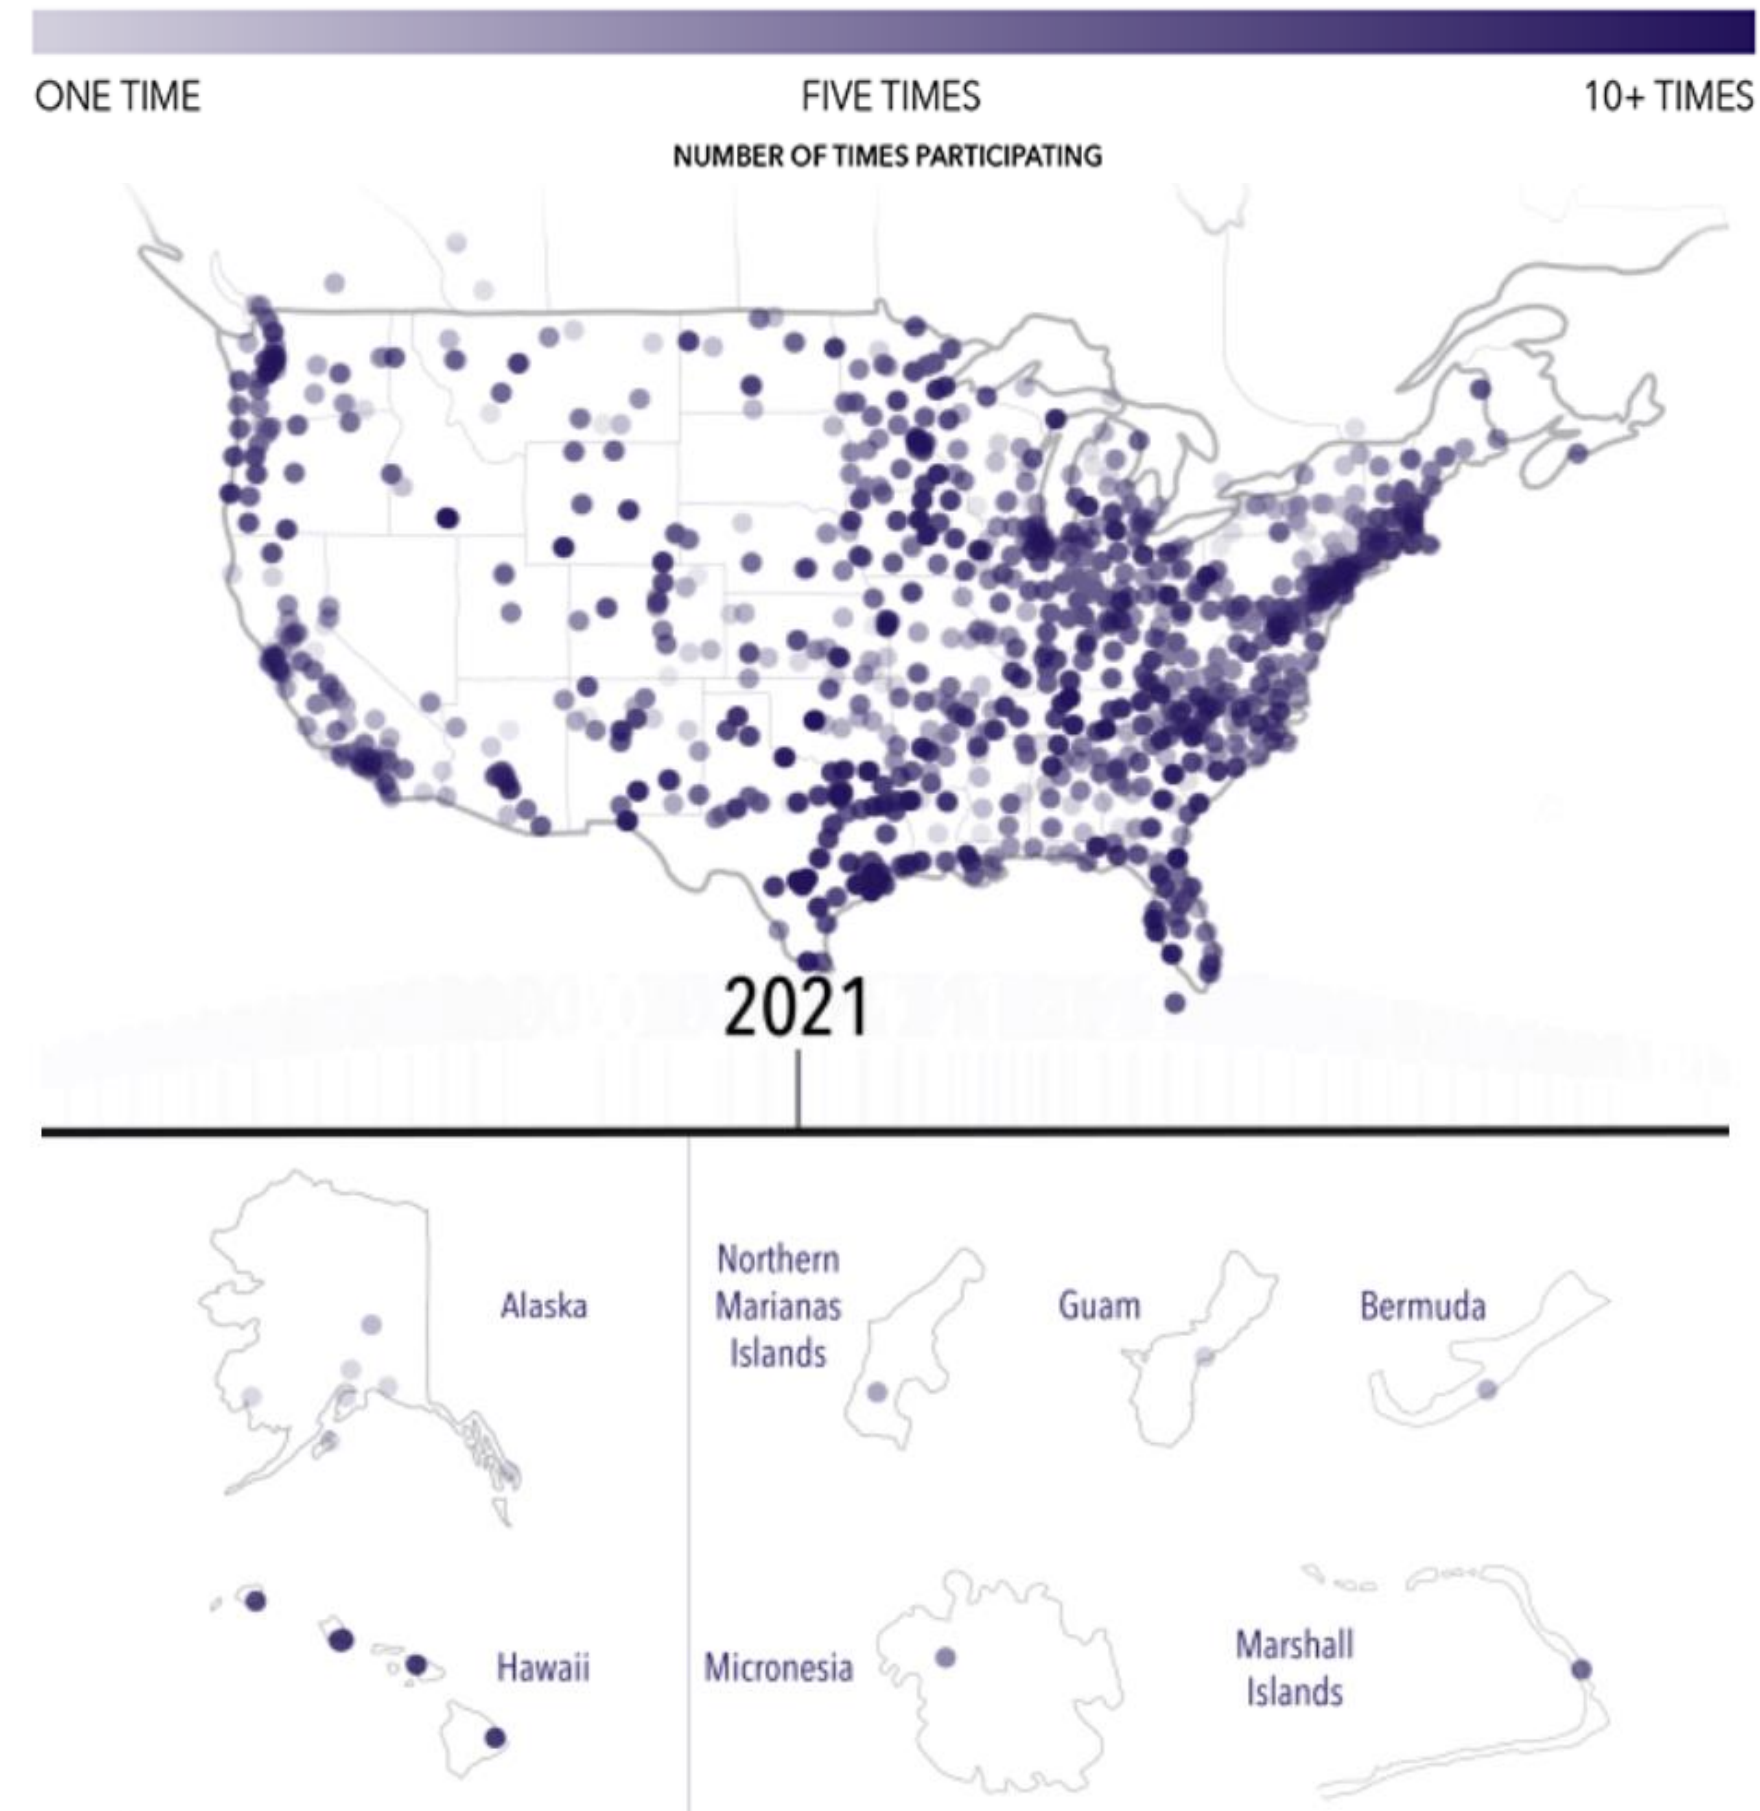 ONE TIME FIVE TIMES 10+ TIMES
NUMBER OF TIMES PARTICIPATING
2021
Alaska
Northern
Marianas
Islands
Guam
Bermuda
Hawaii
Micronesia
Marshall
Islands